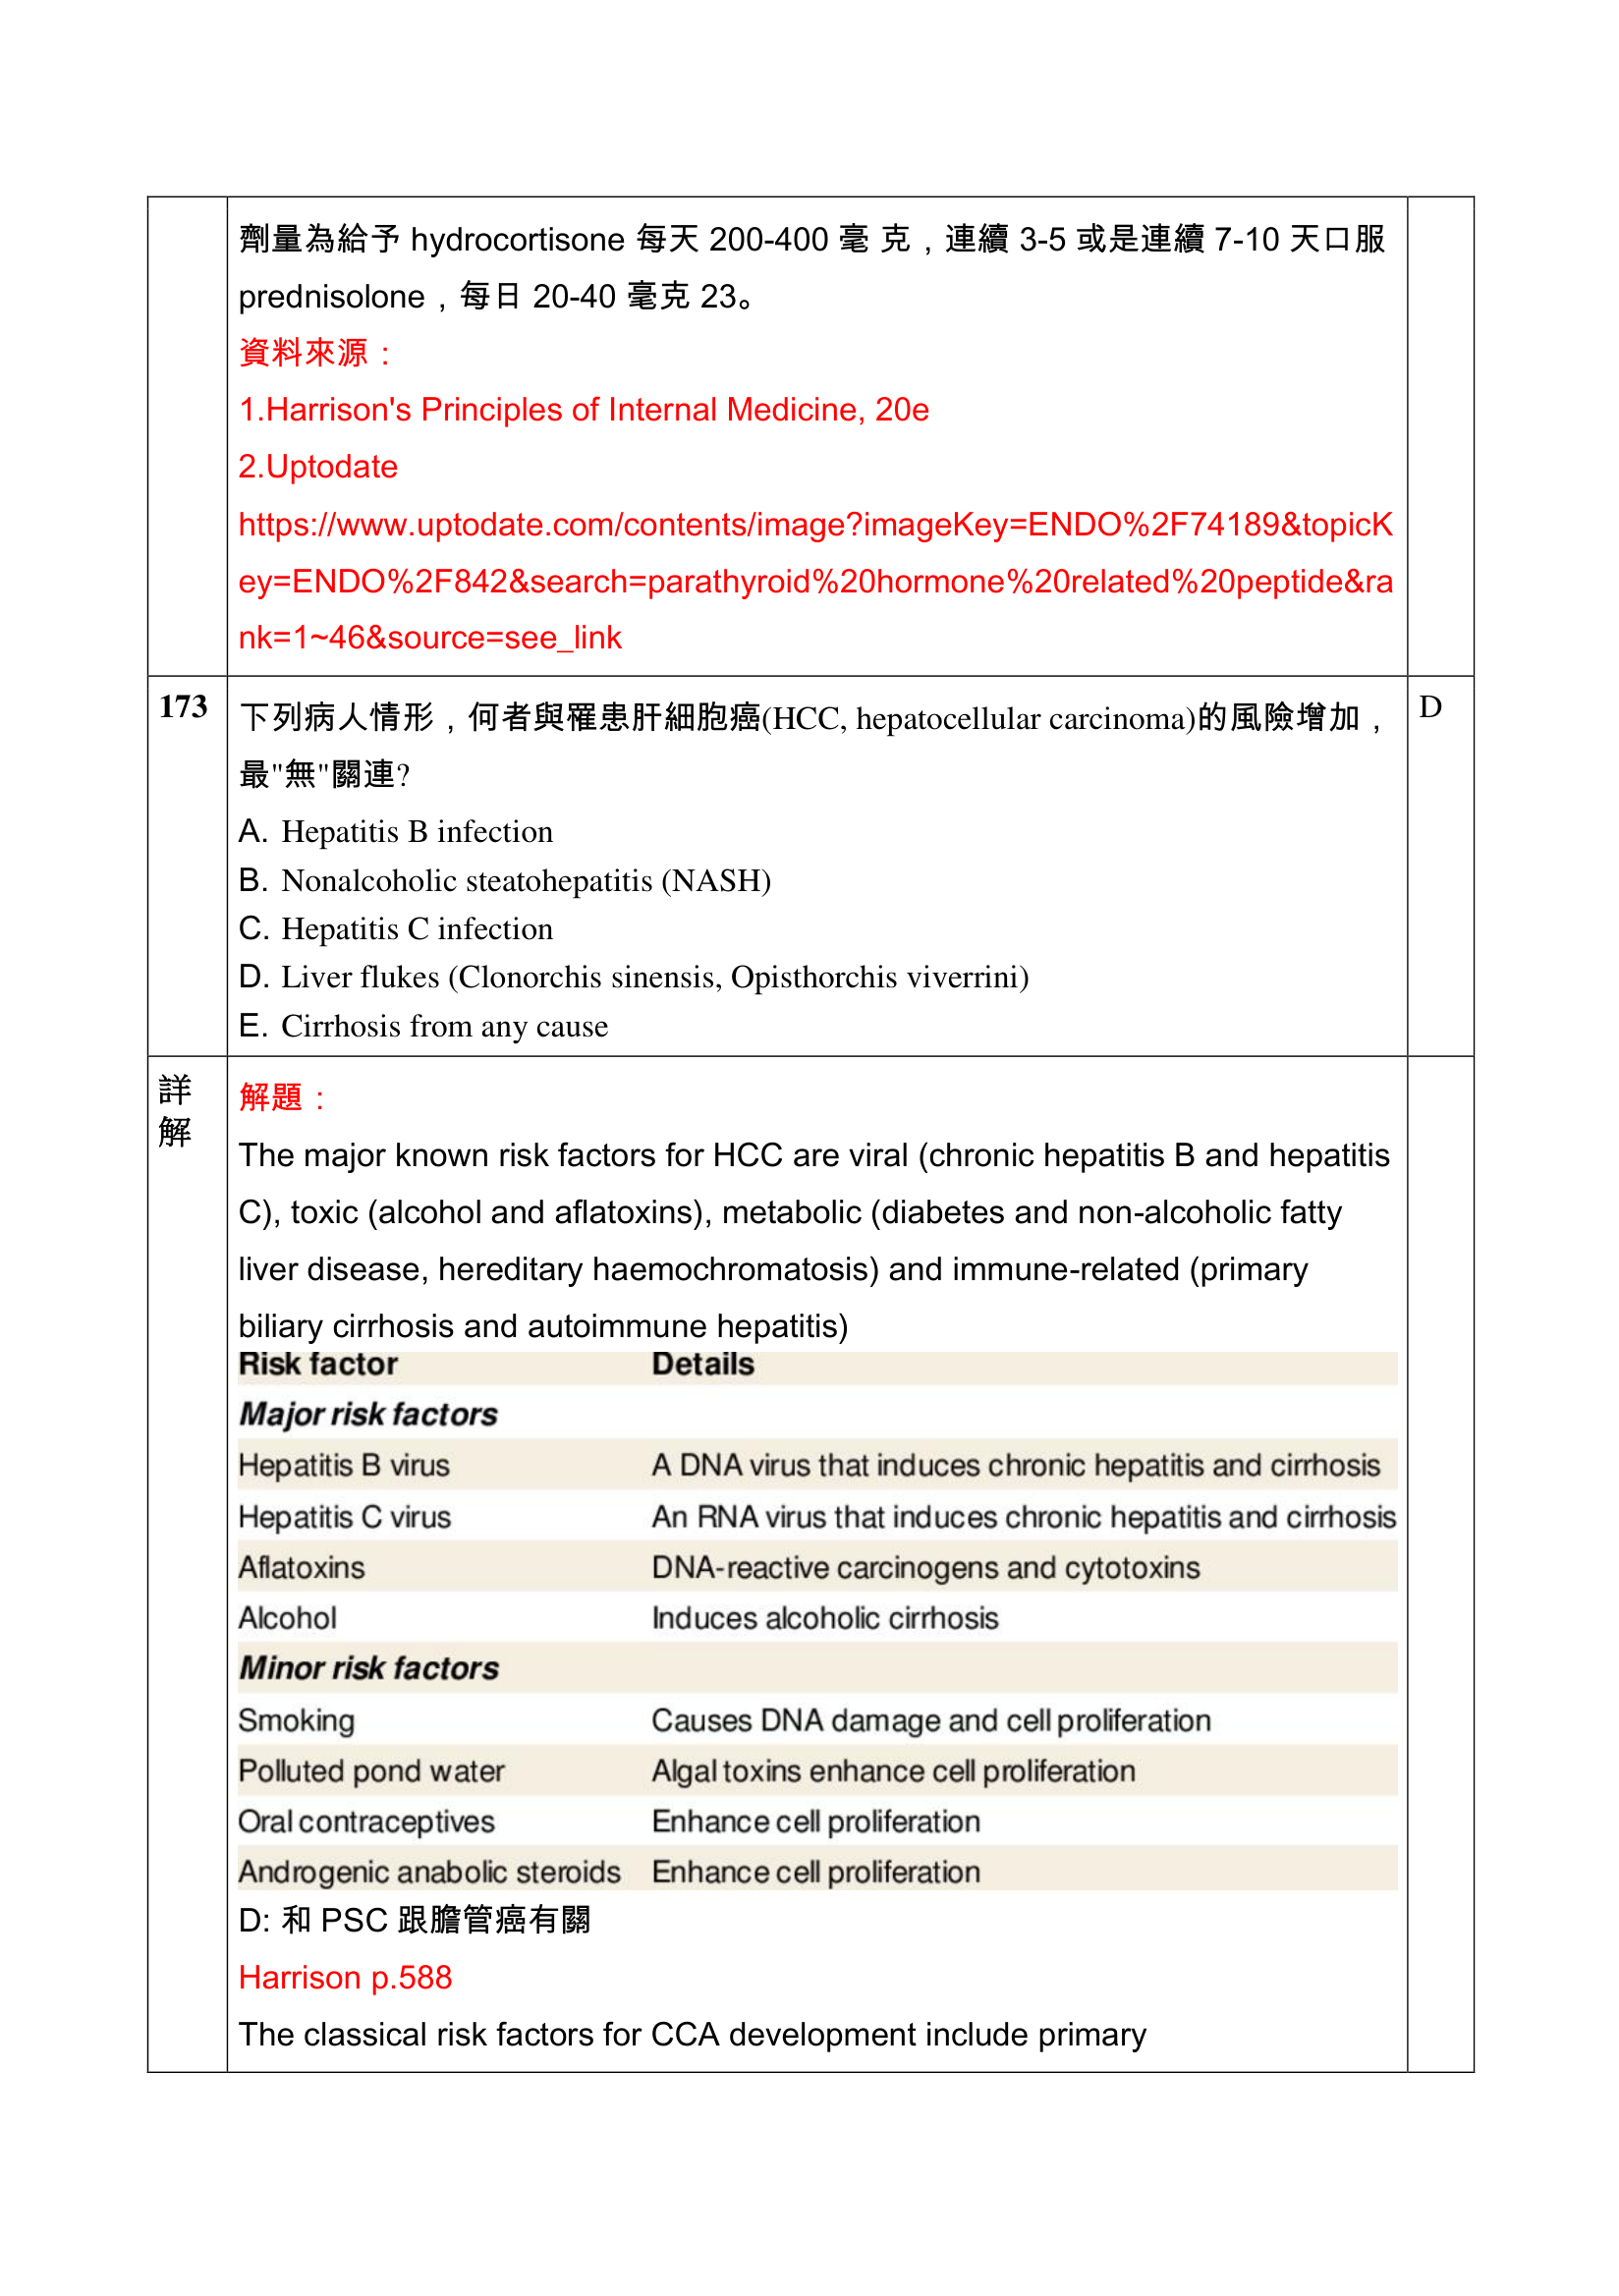 劑量為給予 hydrocortisone 每天 200-400 毫 克，連續 3-5 或是連續 7-10 天口服
prednisolone，每日 20-40 毫克 23。
資料來源：
1.Harrison's Principles of Internal Medicine, 20e
2.Uptodate
https://www.uptodate.com/contents/image?imageKey=ENDO%2F74189&topicK
ey=ENDO%2F842&search=parathyroid%20hormone%20related%20peptide&ra
nk=1~46&source=see_link
173 下列病人情形，何者與罹患肝細胞癌(HCC, hepatocellular carcinoma)的風險增加， D
最"無"關連?
A. Hepatitis B infection
B. Nonalcoholic steatohepatitis (NASH)
C. Hepatitis C infection
D. Liver flukes (Clonorchis sinensis, Opisthorchis viverrini)
E. Cirrhosis from any cause
詳
解
解題：
The major known risk factors for HCC are viral (chronic hepatitis B and hepatitis
C), toxic (alcohol and aflatoxins), metabolic (diabetes and non-alcoholic fatty
liver disease, hereditary haemochromatosis) and immune-related (primary
biliary cirrhosis and autoimmune hepatitis)
Risk factor Details
Major risk factors
Hepatitis B virus A DNA virus that induces chronic hepatitis and cirrhosis
Hepatitis C virus An RNA virus that induces chronic hepatitis and cirrhosis
Aflatoxins DNA-reactive carcinogens and cytotoxins
Alcohol Induces alcoholic cirrhosis
Minor risk factors
Smoking Causes DNA damage and cell proliferation
Polluted pond water Algal toxins enhance cell proliferation
Oral contraceptives Enhance cell proliferation
Androgenic anabolic steroids Enhance cell proliferation
D: 和 PSC 跟膽管癌有關
Harrison p.588
The classical risk factors for CCA development include primary